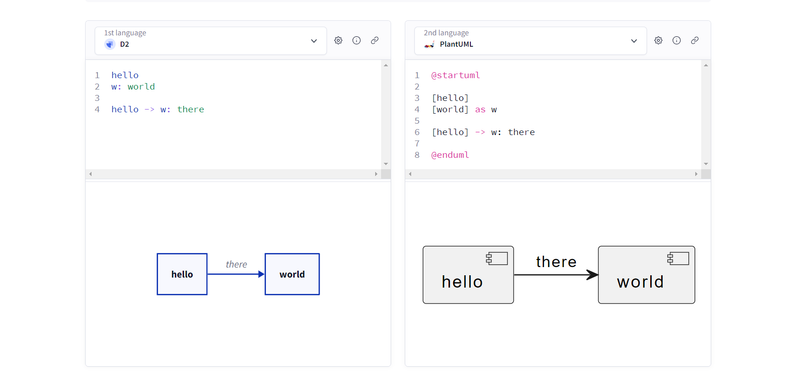 1st language
D2
1 hello
2 w: world
3
4 hello -> w: there
hello
there
world
2nd language
PlantUML
1 @startuml
2
3 [hello]
4 [world] as w
5
6 [hello] -> w: there
7
8 @enduml
hello
there
world